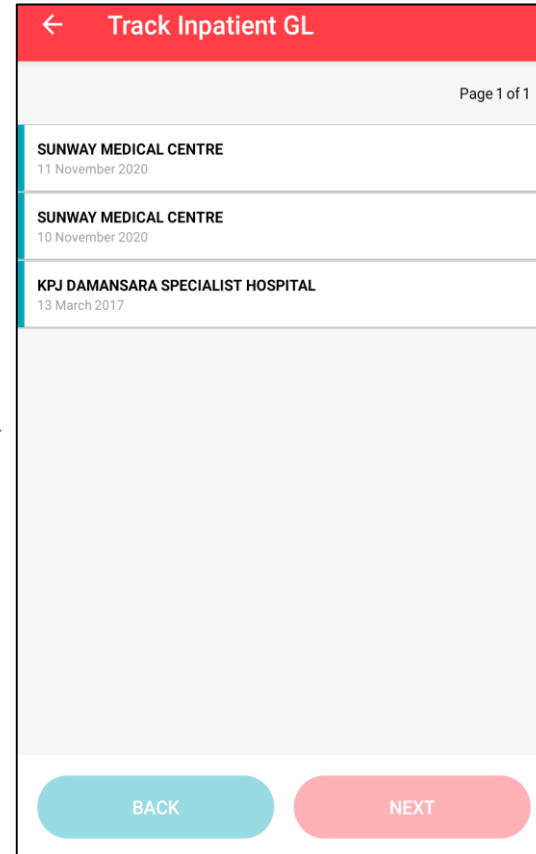 Track Inpatient GL
Page 1 of 1
SUNWAY MEDICAL CENTRE
11 November 2020
SUNWAY MEDICAL CENTRE
10 November 2020
KPJ DAMANSARA SPECIALIST HOSPITAL
13 March 2017
BACK NEXT